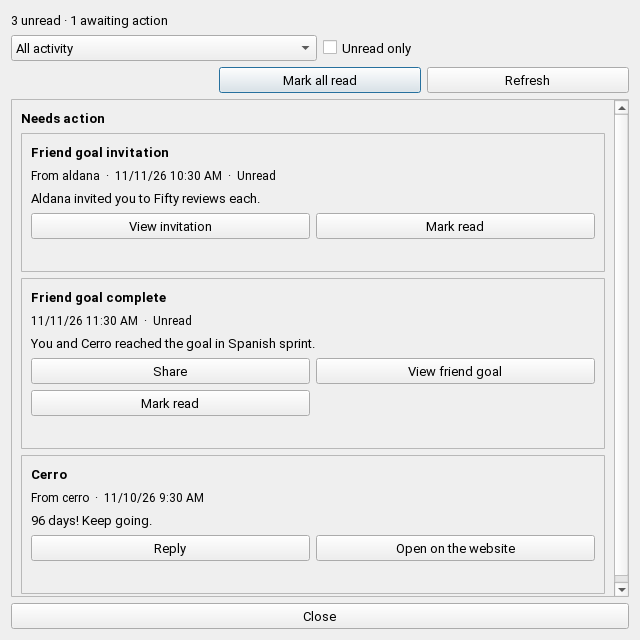 3 unread · 1 awaiting action
All activity
Unread only
Mark all read
Refresh
Needs action
Friend goal invitation
From aldana · 11/11/26 10:30 AM · Unread
Aldana invited you to Fifty reviews each.
View invitation
Mark read
Friend goal complete
11/11/26 11:30 AM · Unread
You and Cerro reached the goal in Spanish sprint.
Share
View friend goal
Mark read
Cerro
From cerro · 11/10/26 9:30 AM
96 days! Keep going.
Reply
Open on the website
Close